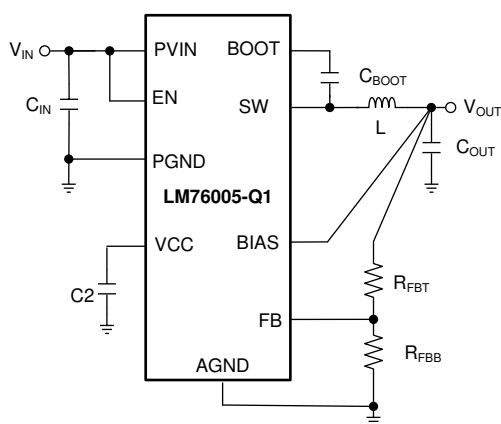 V_IN
PVIN
BOOT
C_BOOT
C_IN
EN
SW
V_OUT
L
C_OUT
PGND
LM76005-Q1
VCC
BIAS
C2
R_FBT
FB
R_FBB
AGND